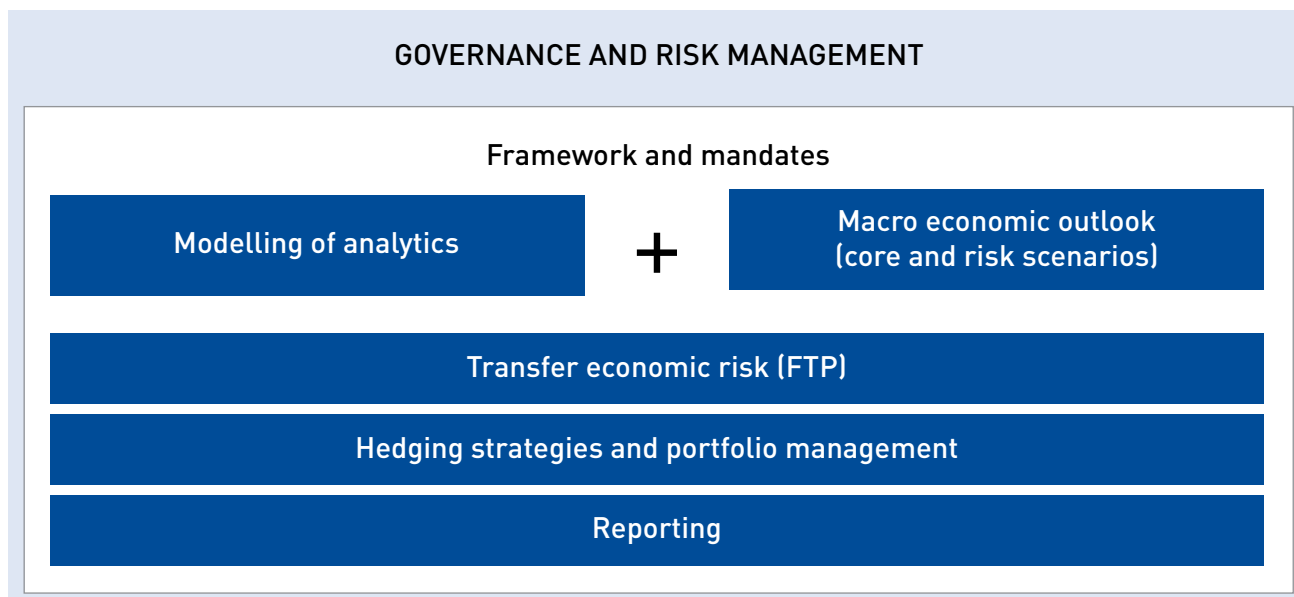 GOVERNANCE AND RISK MANAGEMENT
Framework and mandates
Modelling of analytics
+
Macro economic outlook
(core and risk scenarios)
Transfer economic risk (FTP)
Hedging strategies and portfolio management
Reporting